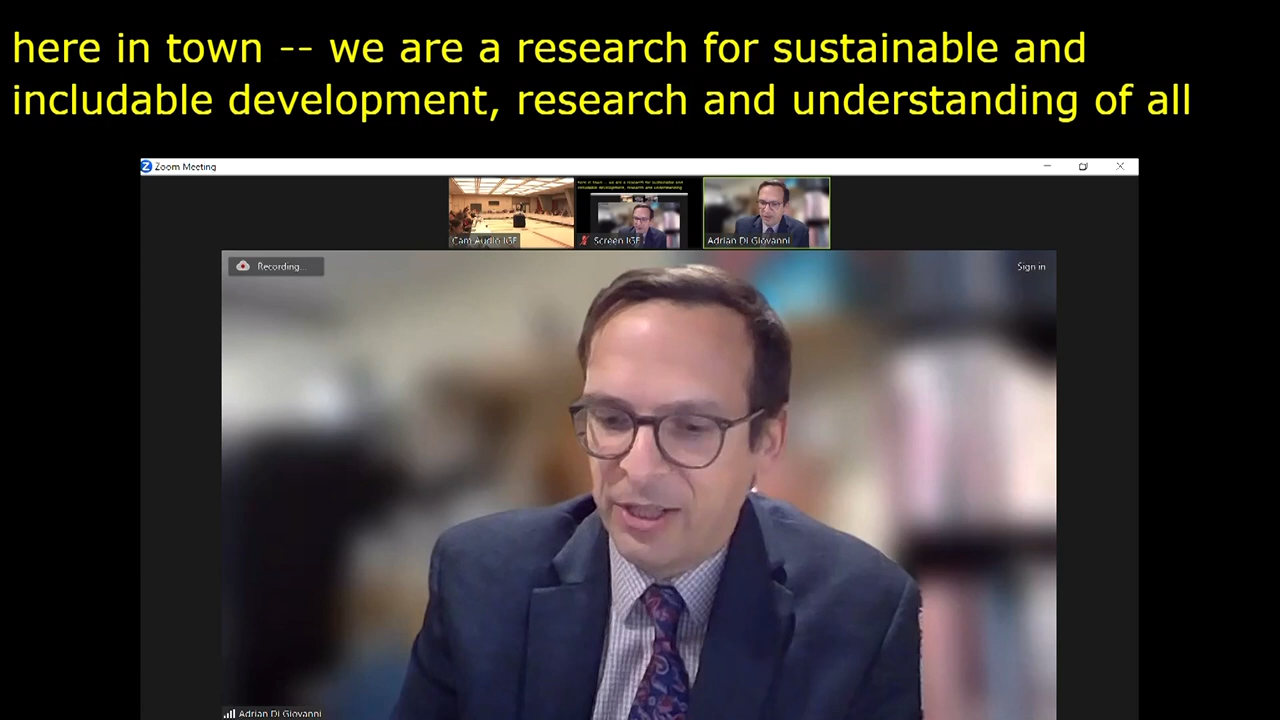 here in town -- we are a research for sustainable and
includable development, research and understanding of all
Zoom Meeting
Cam Audio IGF
Screen IGF
Adrian Di Giovanni
Recording...
Sign in
Adrian Di Giovanni